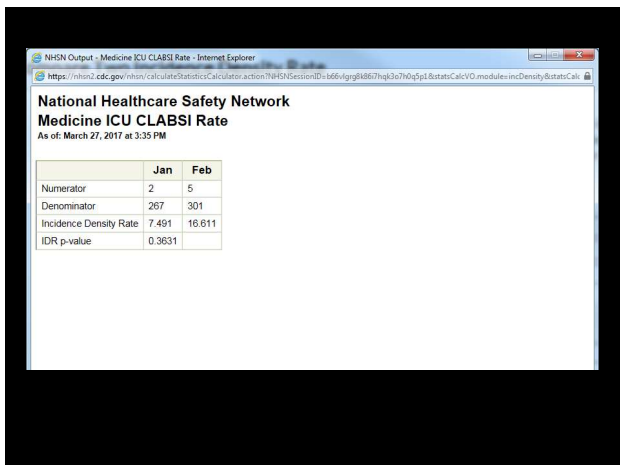 NHSN Output - Medicine ICU CLABSI Rate - Internet Explorer
https://nhsn2.cdc.gov/nhsn/calculateStatisticsCalculator.action?NHSNSessionID=b66vlgrg8k86i7hqk3o7h0q5p1&statsCalcVO.module=incDensity&statsCalc
National Healthcare Safety Network
Medicine ICU CLABSI Rate
As of: March 27, 2017 at 3:35 PM
Jan Feb
Numerator 2 5
Denominator 267 301
Incidence Density Rate 7.491 16.611
IDR p-value 0.3631